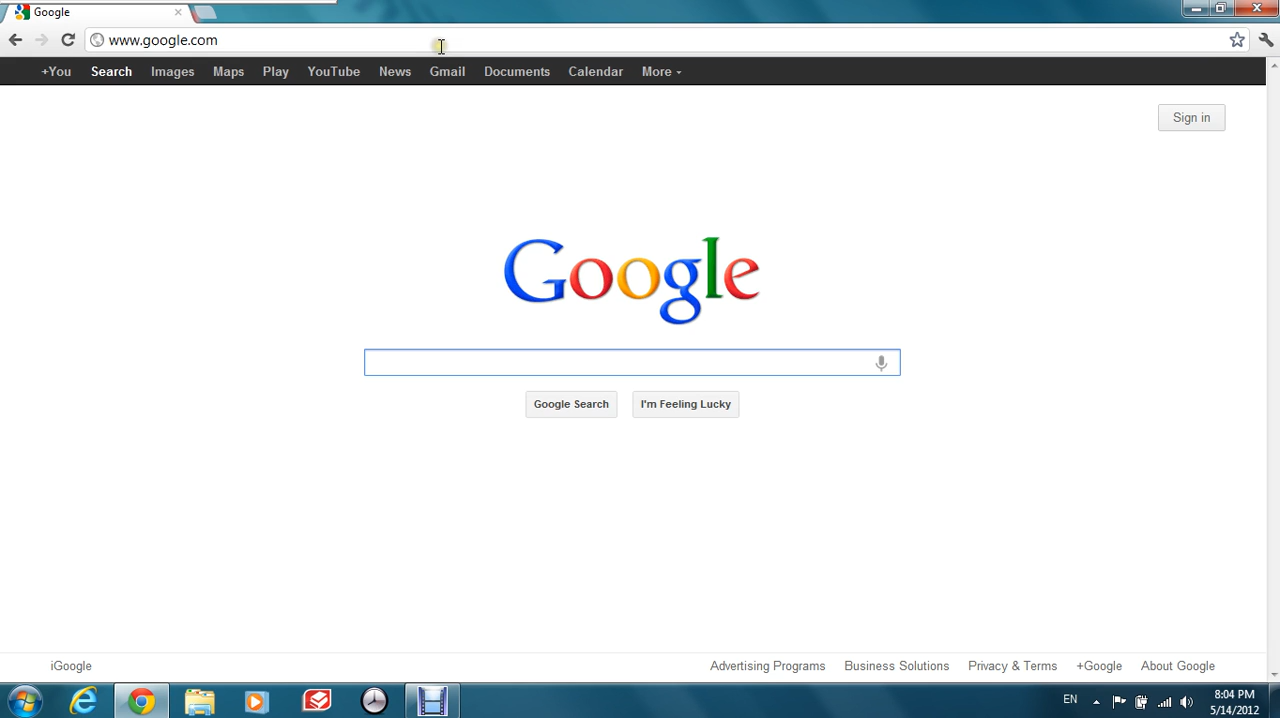 Google
www.google.com
+You Search Images Maps Play YouTube News Gmail Documents Calendar More
Sign in
Google
Google Search I'm Feeling Lucky
iGoogle Advertising Programs Business Solutions Privacy & Terms +Google About Google
EN 8:04 PM
5/14/2012